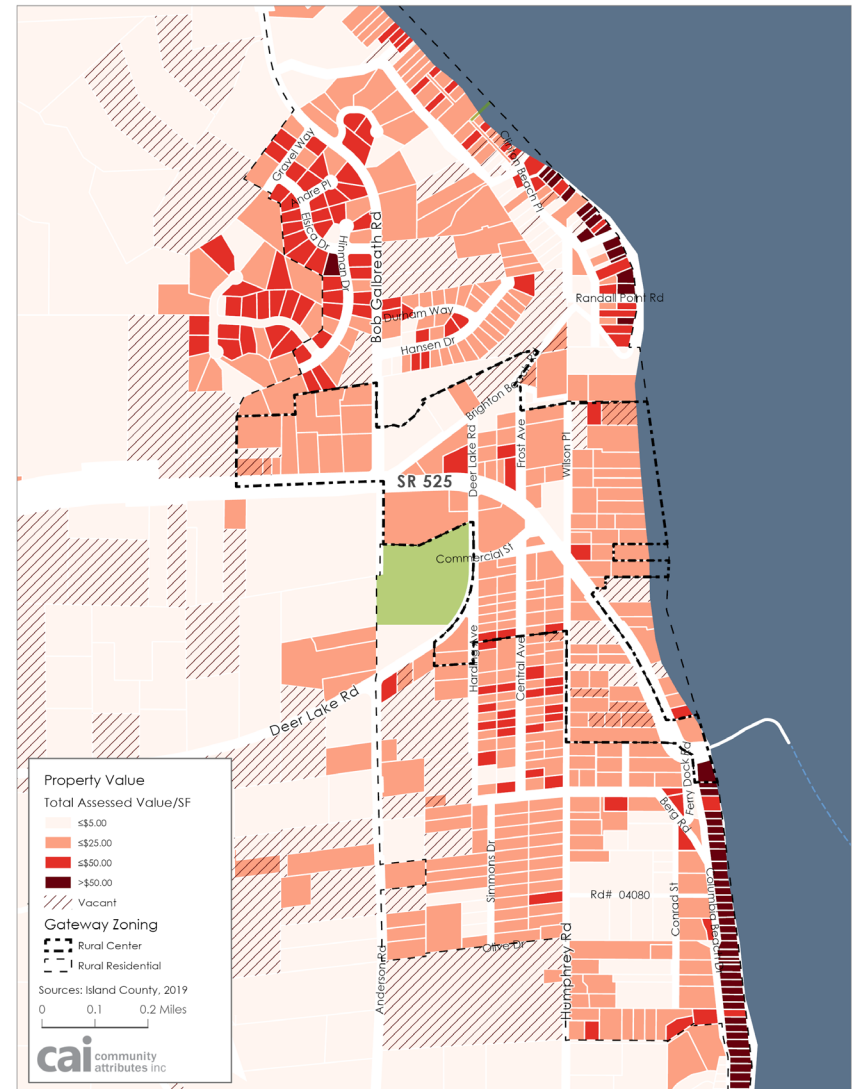 Gravel Way
Andre Pl
Elsica Dr
Hinman Dr
Bob Galbreath Rd
Clinton Beach Pl
Randall Point Rd
Durham Way
Hansen Dr
Deer Lake Rd
Frost Ave
Wilson Pl
SR 525
Commercial St
Harding Ave
Central Ave
Deer Lake Rd
Ferry Dock Rd
Berg Rd
Simmons Dr
Rd# 04080
Conrad St
Columbia Beach Dr
Olive Dr
Anderson Rd
Humphrey Rd
Property Value
Total Assessed Value/SF
≤$5.00
≤$25.00
≤$50.00
>$50.00
Vacant
Gateway Zoning
Rural Center
Rural Residential
Sources: Island County, 2019
0 0.1 0.2 Miles
cai community
attributes inc